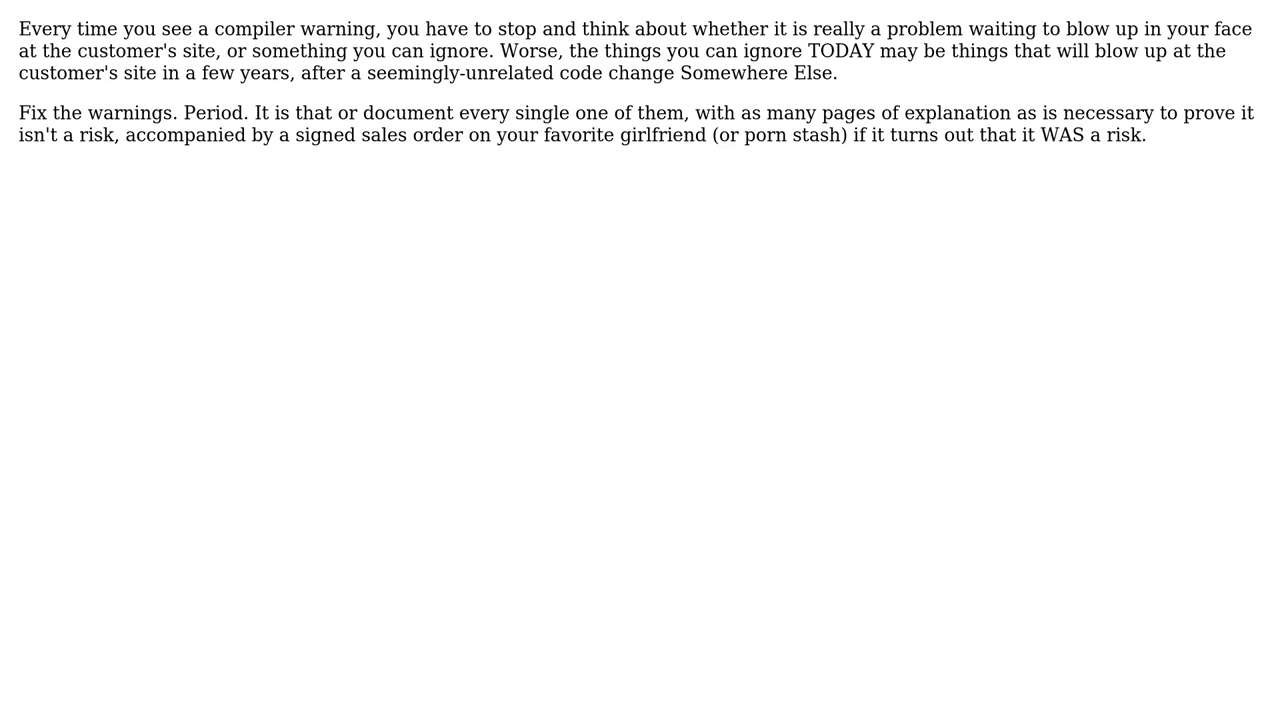 Every time you see a compiler warning, you have to stop and think about whether it is really a problem waiting to blow up in your face
at the customer's site, or something you can ignore. Worse, the things you can ignore TODAY may be things that will blow up at the
customer's site in a few years, after a seemingly-unrelated code change Somewhere Else.
Fix the warnings. Period. It is that or document every single one of them, with as many pages of explanation as is necessary to prove it
isn't a risk, accompanied by a signed sales order on your favorite girlfriend (or porn stash) if it turns out that it WAS a risk.